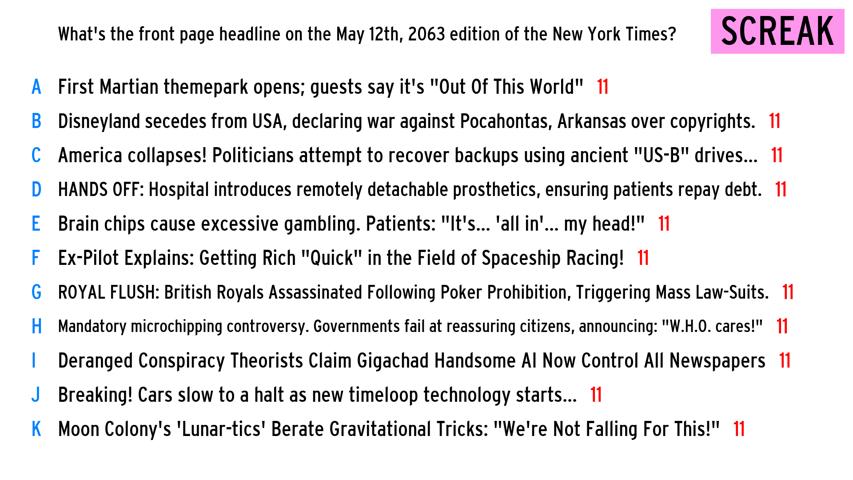 What's the front page headline on the May 12th, 2063 edition of the New York Times?
SCREAK
A First Martian themepark opens; guests say it's "Out Of This World" 11
B Disneyland secedes from USA, declaring war against Pocahontas, Arkansas over copyrights. 11
C America collapses! Politicians attempt to recover backups using ancient "US-B" drives... 11
D HANDS OFF: Hospital introduces remotely detachable prosthetics, ensuring patients repay debt. 11
E Brain chips cause excessive gambling. Patients: "It's... 'all in'... my head!" 11
F Ex-Pilot Explains: Getting Rich "Quick" in the Field of Spaceship Racing! 11
G ROYAL FLUSH: British Royals Assassinated Following Poker Prohibition, Triggering Mass Law-Suits. 11
H Mandatory microchipping controversy. Governments fail at reassuring citizens, announcing: "W.H.O. cares!" 11
I Deranged Conspiracy Theorists Claim Gigachad Handsome AI Now Control All Newspapers 11
J Breaking! Cars slow to a halt as new timeloop technology starts... 11
K Moon Colony's 'Lunar-tics' Berate Gravitational Tricks: "We're Not Falling For This!" 11